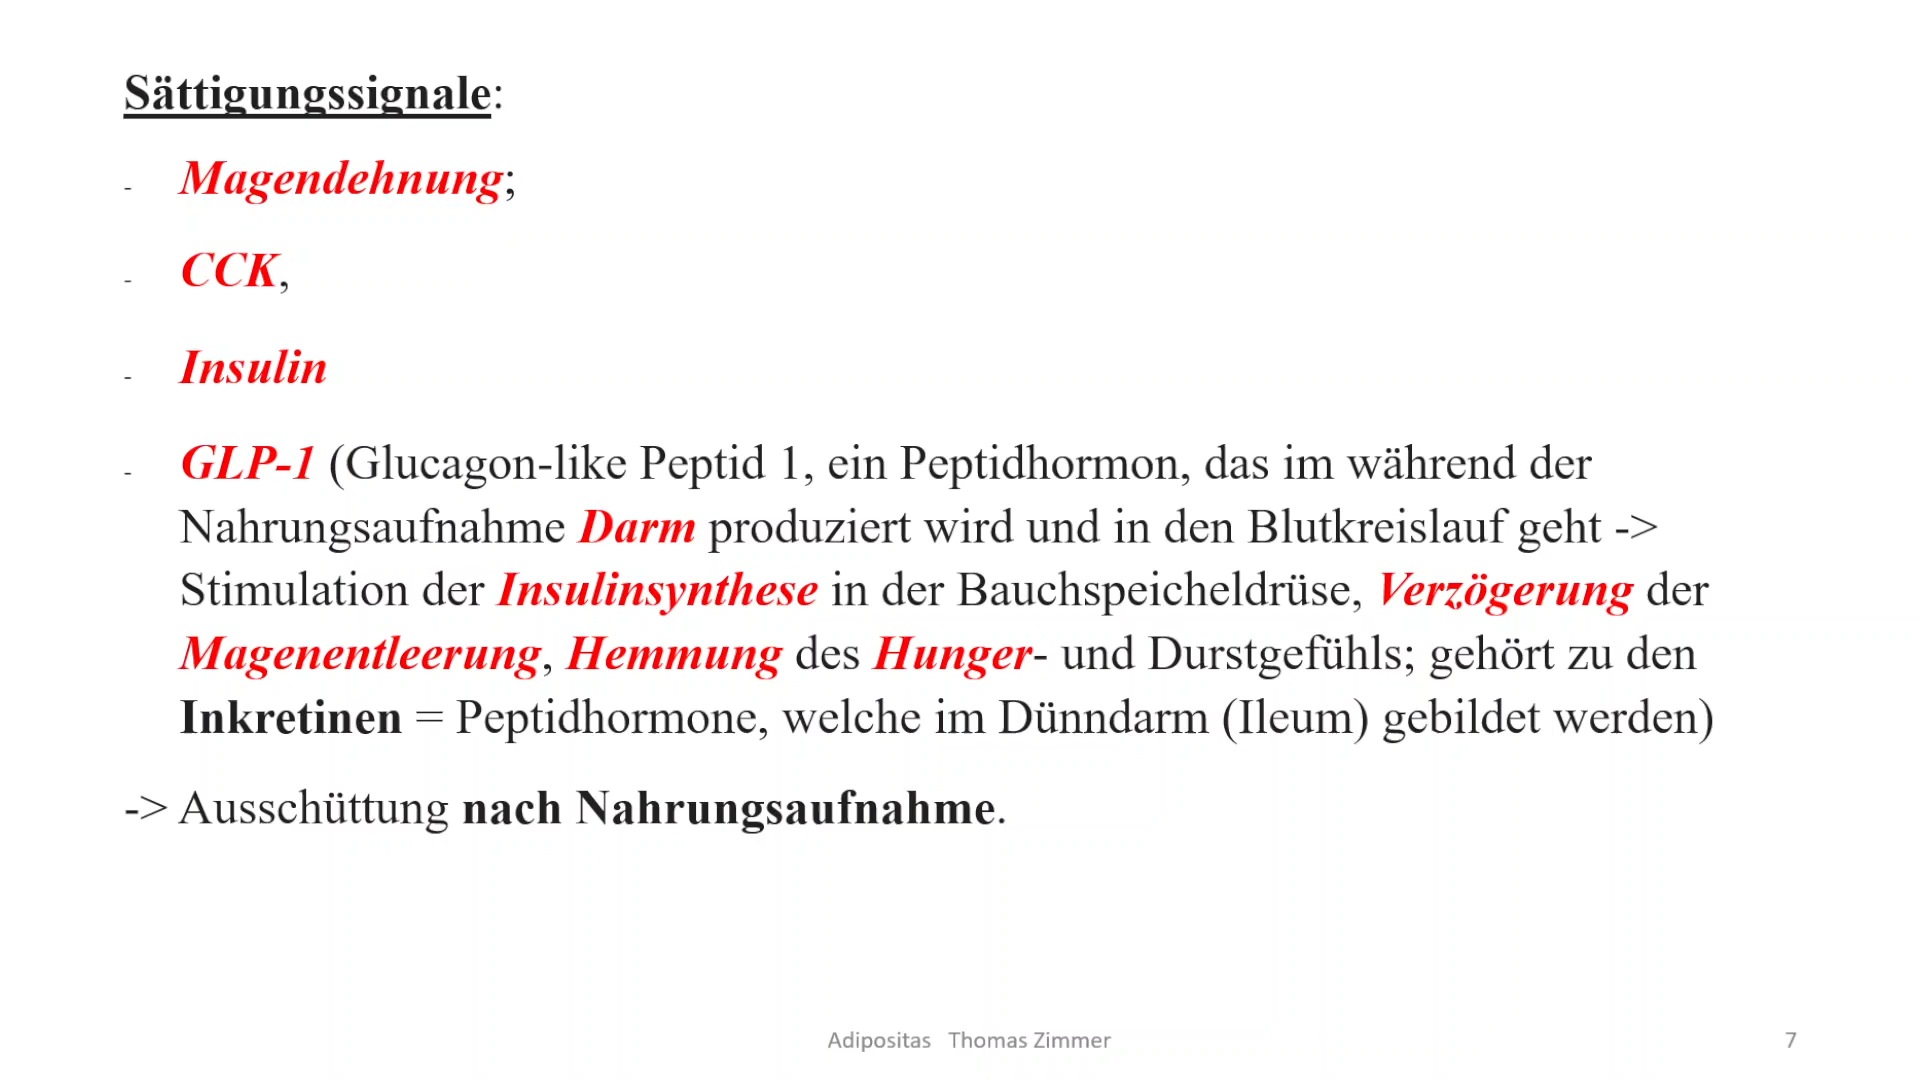 Sättigungssignale:
- Magendehnung;
- CCK,
- Insulin
- GLP-1 (Glucagon-like Peptid 1, ein Peptidhormon, das im während der
Nahrungsaufnahme Darm produziert wird und in den Blutkreislauf geht ->
Stimulation der Insulinsynthese in der Bauchspeicheldrüse, Verzögerung der
Magenentleerung, Hemmung des Hunger- und Durstgefühls; gehört zu den
Inkretinen = Peptidhormone, welche im Dünndarm (Ileum) gebildet werden)
-> Ausschüttung nach Nahrungsaufnahme.
Adipositas Thomas Zimmer
7